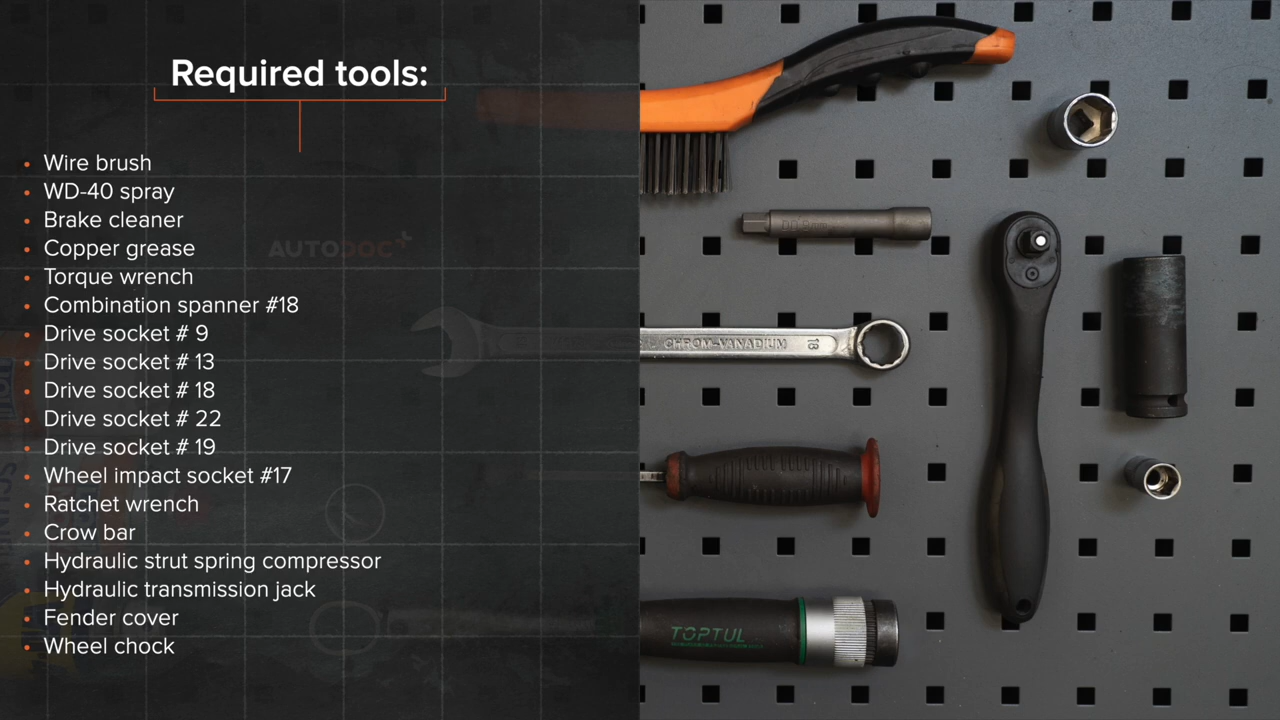 Required tools:
• Wire brush
• WD-40 spray
• Brake cleaner
• Copper grease
• Torque wrench
• Combination spanner #18
• Drive socket # 9
• Drive socket # 13
• Drive socket # 18
• Drive socket # 22
• Drive socket # 19
• Wheel impact socket #17
• Ratchet wrench
• Crow bar
• Hydraulic strut spring compressor
• Hydraulic transmission jack
• Fender cover
• Wheel chock
AUTODOC
CHROM-VANADIUM 18
TOPTUL